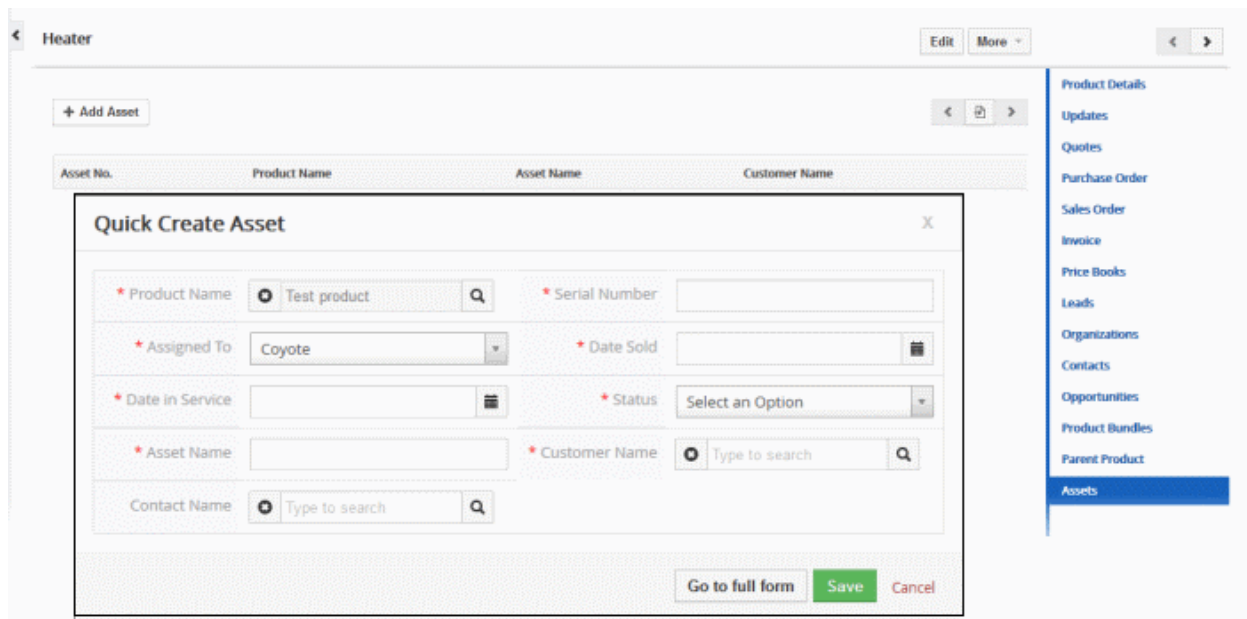 Heater
Edit More
+ Add Asset
Asset No. Product Name Asset Name Customer Name
Quick Create Asset X
* Product Name Test product * Serial Number
* Assigned To Coyote * Date Sold
* Date in Service * Status Select an Option
* Asset Name * Customer Name Type to search
Contact Name Type to search
Go to full form Save Cancel
Product Details
Updates
Quotes
Purchase Order
Sales Order
Invoice
Price Books
Leads
Organizations
Contacts
Opportunities
Product Bundles
Parent Product
Assets